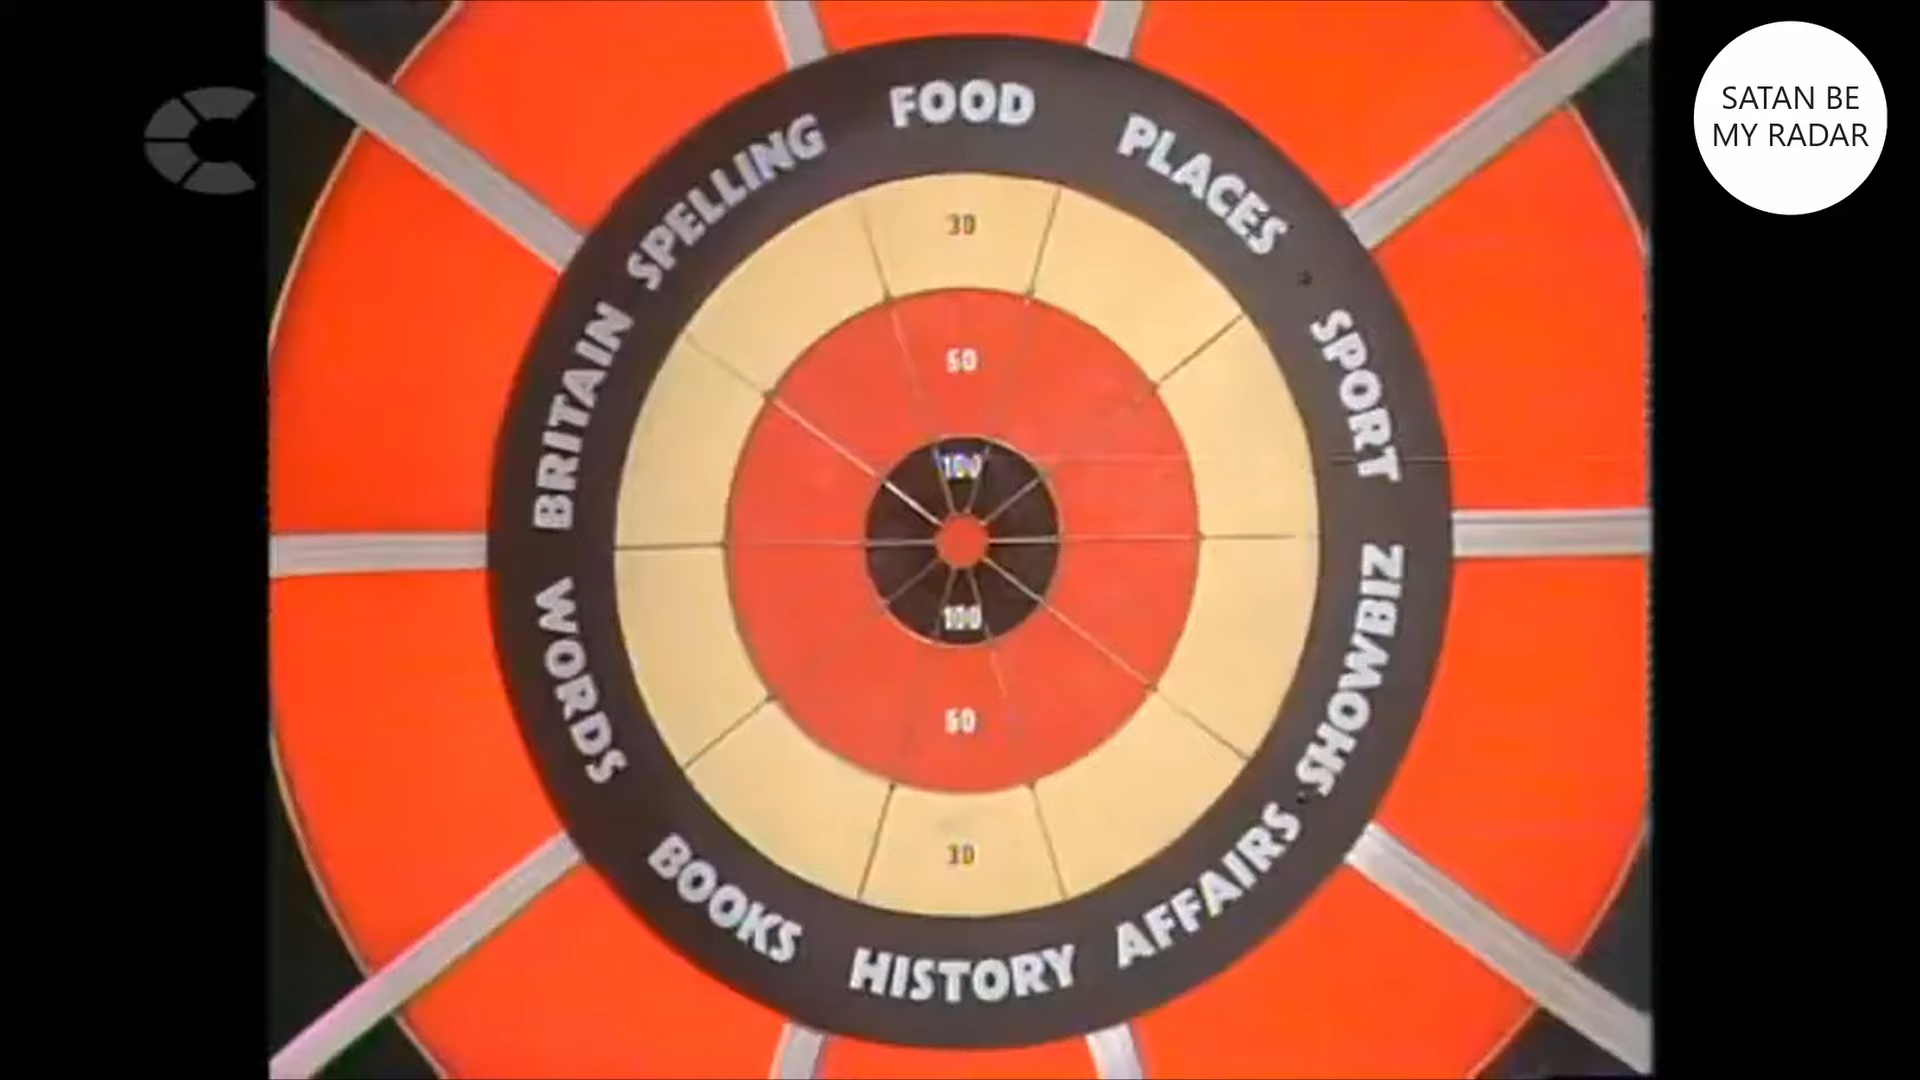 SATAN BE
MY RADAR
FOOD
PLACES
SPORT
SHOWBIZ
AFFAIRS
HISTORY
BOOKS
WORDS
BRITAIN
SPELLING
30
50
100
100
50
30